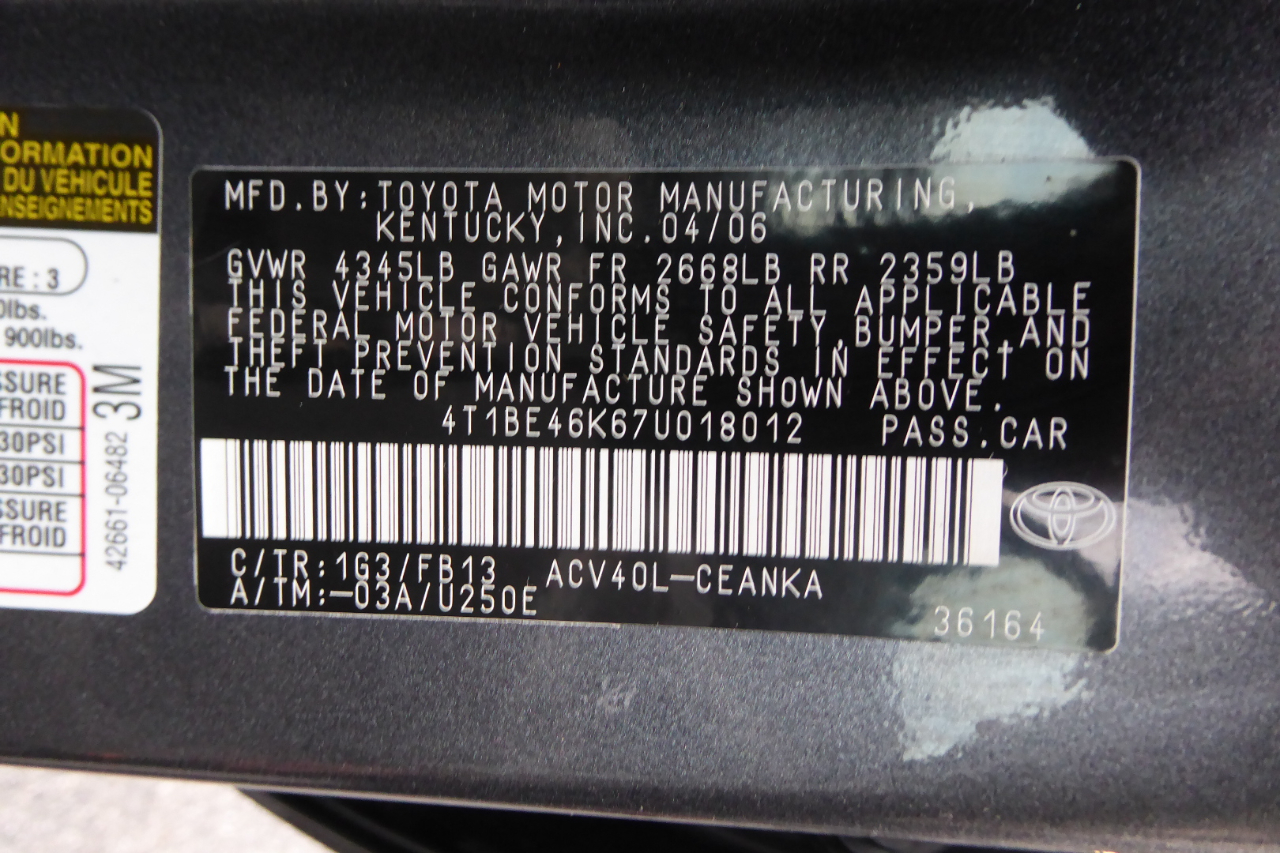 N
ORMATION
DU VÉHICULE
NSEIGNEMENTS
RE : 3
0lbs.
900lbs.
SSURE
FROID
30PSI
30PSI
SSURE
FROID
42661-06482 3M
MFD.BY:TOYOTA MOTOR MANUFACTURING,
KENTUCKY,INC.04/06
GVWR 4345LB GAWR FR 2668LB RR 2359LB
THIS VEHICLE CONFORMS TO ALL APPLICABLE
FEDERAL MOTOR VEHICLE SAFETY,BUMPER,AND
THEFT PREVENTION STANDARDS IN EFFECT ON
THE DATE OF MANUFACTURE SHOWN ABOVE.
4T1BE46K67U018012 PASS.CAR
C/TR:1G3/FB13 ACV40L-CEANKA
A/TM:-03A/U250E
36164